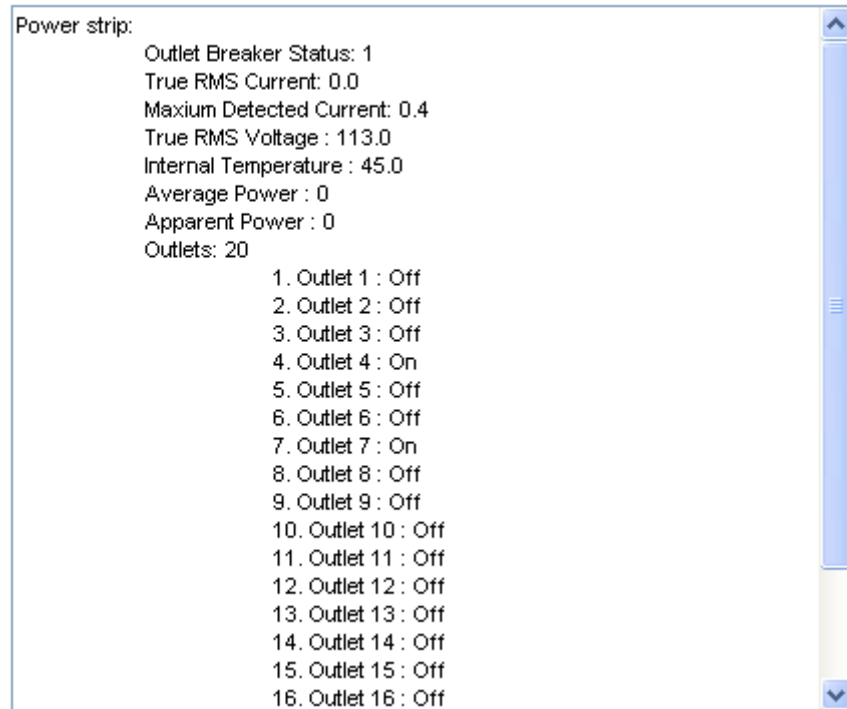 Power strip:
Outlet Breaker Status: 1
True RMS Current: 0.0
Maxium Detected Current: 0.4
True RMS Voltage : 113.0
Internal Temperature : 45.0
Average Power : 0
Apparent Power : 0
Outlets: 20
1. Outlet 1 : Off
2. Outlet 2 : Off
3. Outlet 3 : Off
4. Outlet 4 : On
5. Outlet 5 : Off
6. Outlet 6 : Off
7. Outlet 7 : On
8. Outlet 8 : Off
9. Outlet 9 : Off
10. Outlet 10 : Off
11. Outlet 11 : Off
12. Outlet 12 : Off
13. Outlet 13 : Off
14. Outlet 14 : Off
15. Outlet 15 : Off
16. Outlet 16 : Off